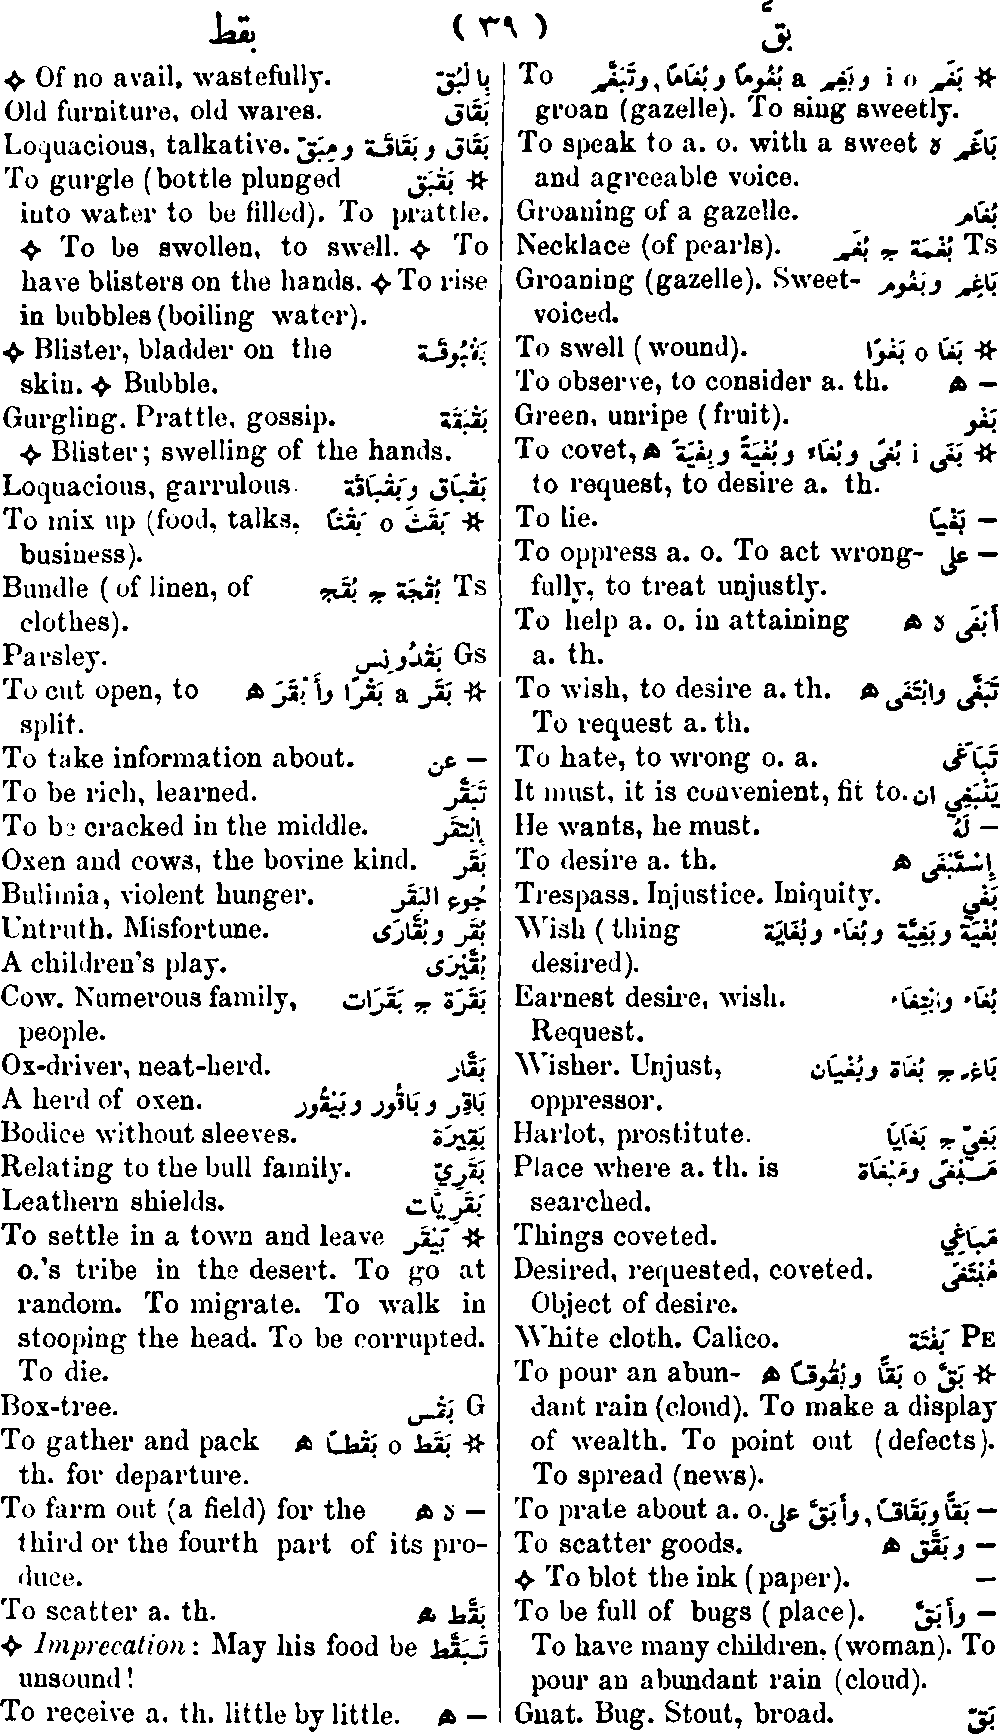 بقّ ( ٣٩ ) بقط
To بَغَم i o وبَغِم a بُغُومًا وبُغَامًا, وتَبَغَّم ✲
groan (gazelle). To sing sweetly.
To speak to a. o. with a sweet بَاغَم ه
and agreeable voice.
Groaning of a gazelle. بُغَام
Necklace (of pearls). بُغْمَة ج بُغَم Ts
Groaning (gazelle). Sweet- بَاغِم وبَغُوم
voiced.
To swell (wound). بَغَا o بَغْوًا ✲
To observe, to consider a. th. ه —
Green, unripe (fruit). بَغْو
To covet, بَغَى i بُغًى وبُغَاء وبُغْيَةً وبِغْيَةً ه ✲
to request, to desire a. th.
To lie. بَغْيًا —
To oppress a. o. To act wrong- على —
fully, to treat unjustly.
To help a. o. in attaining أَبْغَى ه ه
a. th.
To wish, to desire a. th. تَبَغَّى وابْتَغَى ه
To request a. th.
To hate, to wrong o. a. تَبَاغَى
It must, it is convenient, fit to. يَنْبَغِي ان
He wants, he must. لَهُ —
To desire a. th. إِسْتَبْغَى ه
Trespass. Injustice. Iniquity. بَغْي
Wish (thing بُغْيَة وبَغِيَّة وبُغَاء وبُغَايَة
desired).
Earnest desire, wish. بُغَاء وابْتِغَاء
Request.
Wisher. Unjust, بَاغٍ ج بُغَاة وبُغْيَان
oppressor.
Harlot, prostitute. بَغِيّ ج بَغَايَا
Place where a. th. is مَبْغًى ومَبْغَاة
searched.
Things coveted. مَبَاغِي
Desired, requested, coveted. مُبْتَغًى
Object of desire.
White cloth. Calico. بَفْتَة PE
To pour an abun- بَقَّ o بَقًّا وبُقُوقًا ه ✲
dant rain (cloud). To make a display
of wealth. To point out (defects).
To spread (news).
To prate about a. o. بَقًّا وبَقَاقًا, وأَبَقَّ على —
To scatter goods. وبَقَّق ه —
✧ To blot the ink (paper). —
To be full of bugs (place). وأَبَقَّ —
To have many children, (woman). To
pour an abundant rain (cloud).
Gnat. Bug. Stout, broad. بَقّ
✧ Of no avail, wastefully. بِالبَقّ
Old furniture, old wares. بَقَاق
Loquacious, talkative. بَقَاق وبَقَاقَة ومِبَقّ
To gurgle (bottle plunged بَقْبَق ✲
into water to be filled). To prattle.
✧ To be swollen, to swell. ✧ To
have blisters on the hands. ✧ To rise
in bubbles (boiling water).
✧ Blister, bladder on the بَقْبُوقَة
skin. ✧ Bubble.
Gurgling. Prattle, gossip. بَقْبَقَة
✧ Blister; swelling of the hands.
Loquacious, garrulous. بَقْبَاق وبَقْبَاقَة
To mix up (food, talks, بَقَثَ o بَقْثًا ✲
business).
Bundle (of linen, of بُقْجَة ج بُقَج Ts
clothes).
Parsley. بَقْدُونِس Gs
To cut open, to بَقَر a بَقْرًا وأَبْقَرَ ه ✲
split.
To take information about. عن —
To be rich, learned. تَبَقَّر
To be cracked in the middle. إِبْتَقَر
Oxen and cows, the bovine kind. بَقَر
Bulimia, violent hunger. جُوع البَقَر
Untruth. Misfortune. بُقَر وبُقَّارَى
A children's play. بُقَّيْرَى
Cow. Numerous family, بَقَرَة ج بَقَرَات
people.
Ox-driver, neat-herd. بَقَّار
A herd of oxen. بَاقِر وبَاقُور وبَيْقُور
Bodice without sleeves. بَقِيرَة
Relating to the bull family. بَقَرِيّ
Leathern shields. بَقَرِيَّات
To settle in a town and leave بَيْقَر ✲
o.'s tribe in the desert. To go at
random. To migrate. To walk in
stooping the head. To be corrupted.
To die.
Box-tree. بَقْس G
To gather and pack بَقَط o بَقْطًا ه ✲
th. for departure.
To farm out (a field) for the ه ه —
third or the fourth part of its pro-
duce.
To scatter a. th. بَقَّط ه
✧ Imprecation: May his food be تَبَقَّط
unsound!
To receive a. th. little by little. ه —